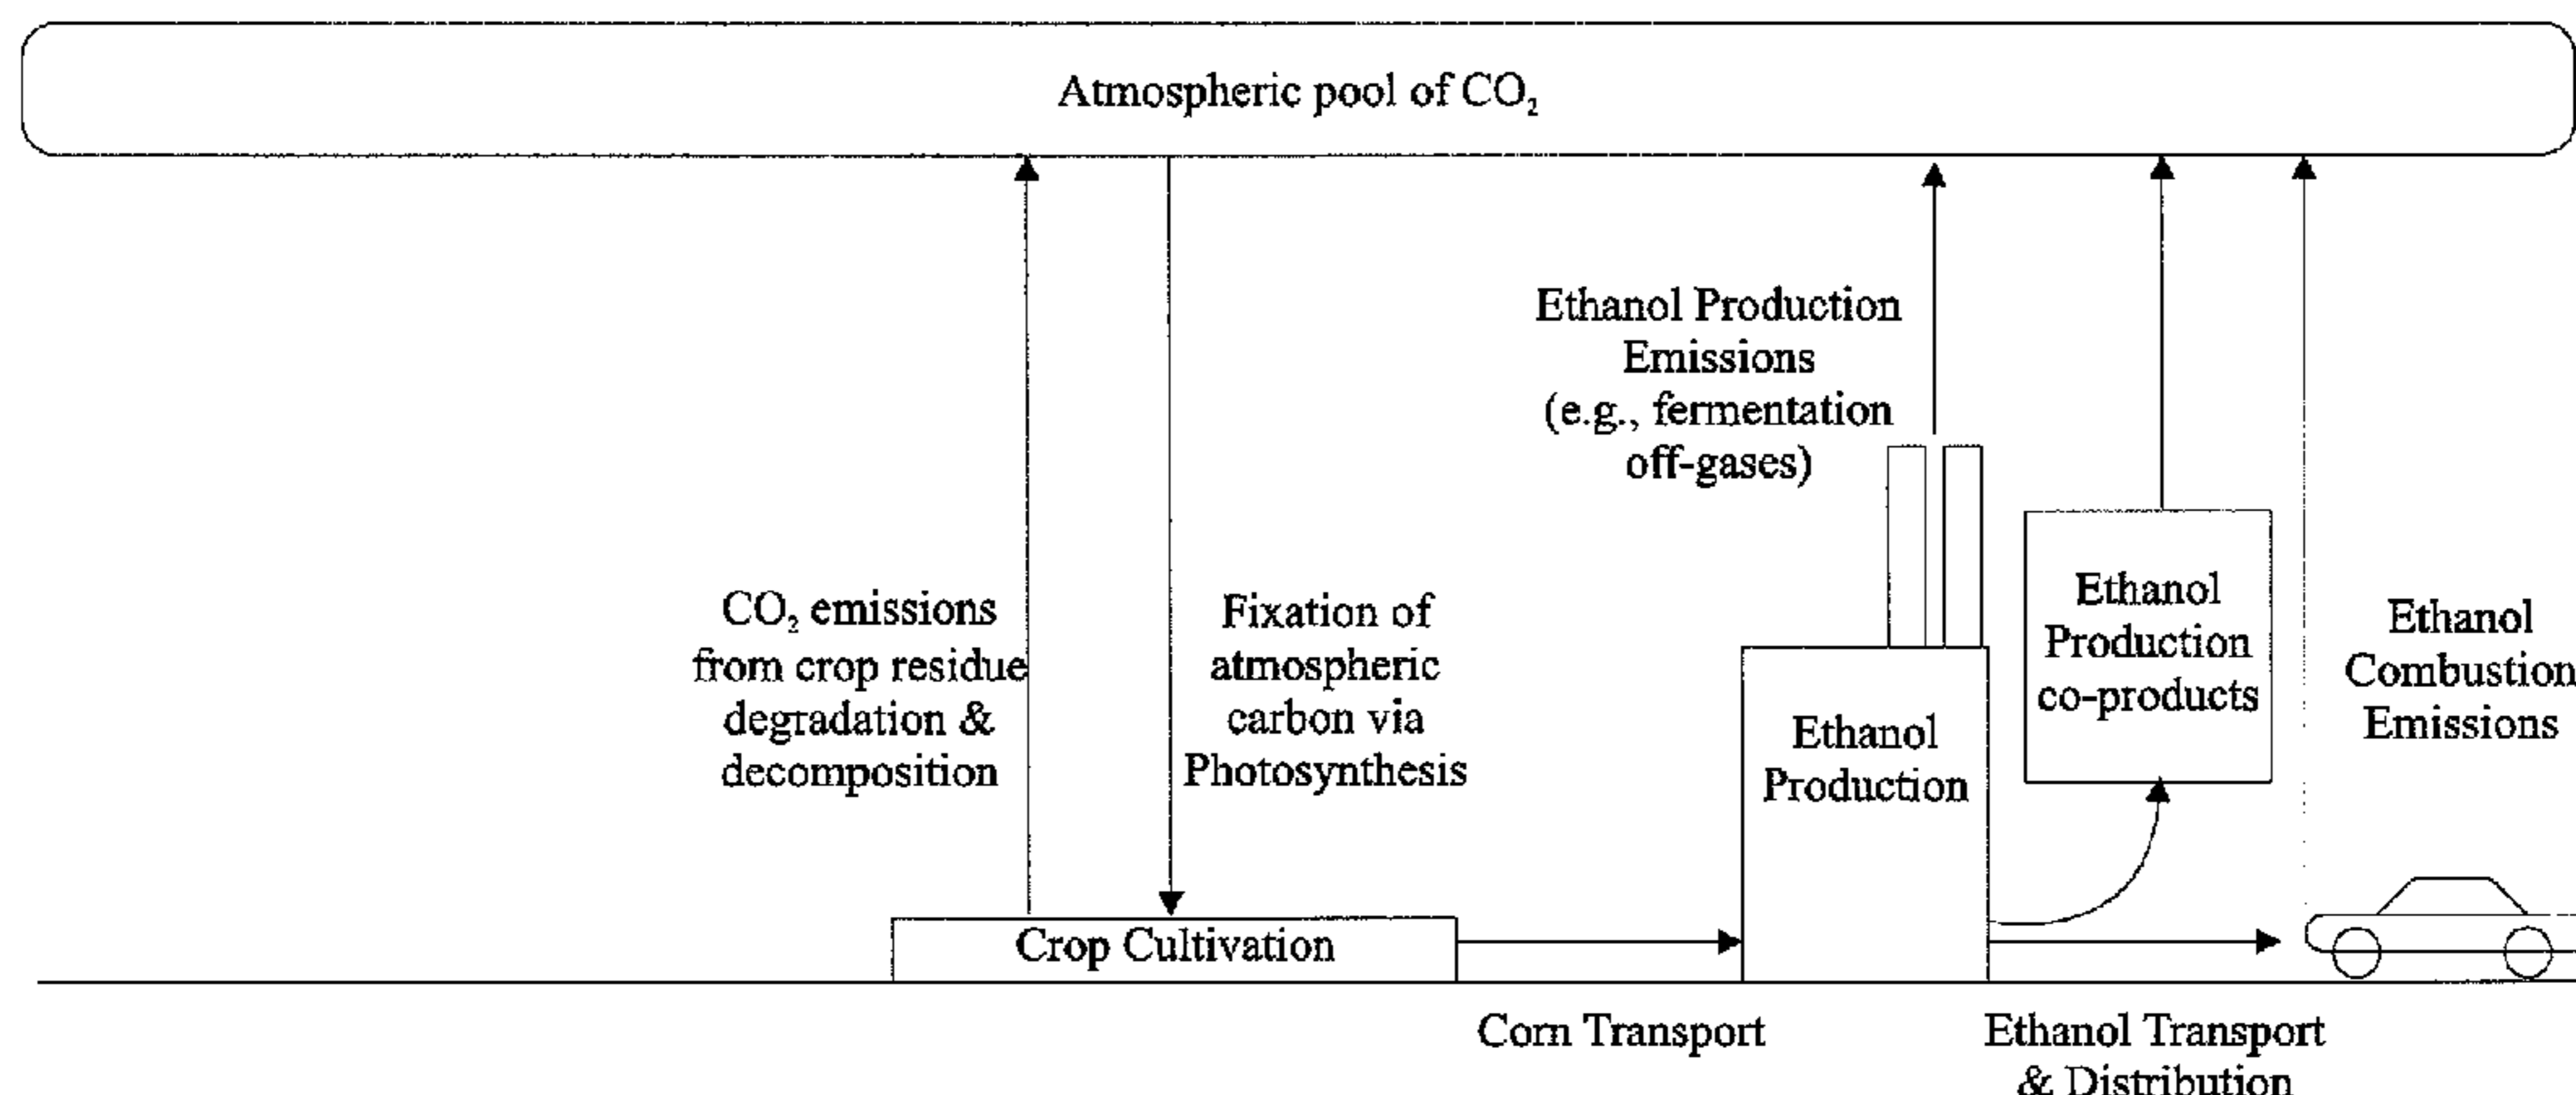 Atmospheric pool of CO₂
Ethanol Production
Emissions
(e.g., fermentation
off-gases)
CO₂ emissions
from crop residue
degradation &
decomposition
Fixation of
atmospheric
carbon via
Photosynthesis
Ethanol
Production
Ethanol
Production
co-products
Ethanol
Combustion
Emissions
Crop Cultivation
Corn Transport
Ethanol Transport
& Distribution